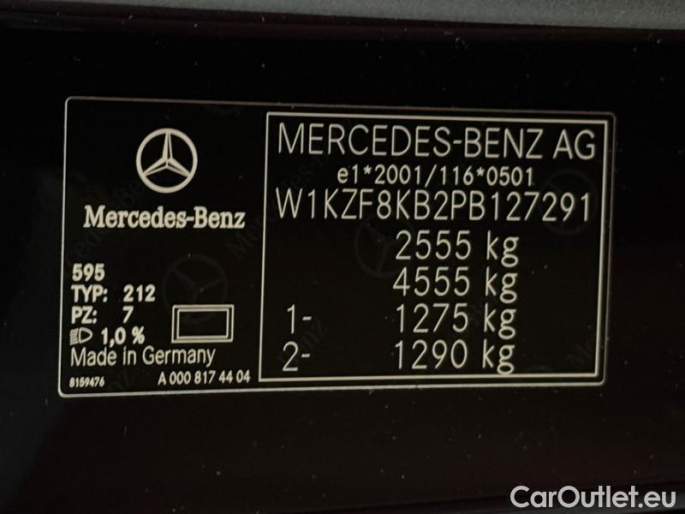 Mercedes-Benz
595
TYP: 212
PZ: 7
1,0 %
Made in Germany
8159476
A 000 817 44 04
MERCEDES-BENZ AG
e1*2001/116*0501
W1KZF8KB2PB127291
2555 kg
4555 kg
1- 1275 kg
2- 1290 kg
CarOutlet.eu